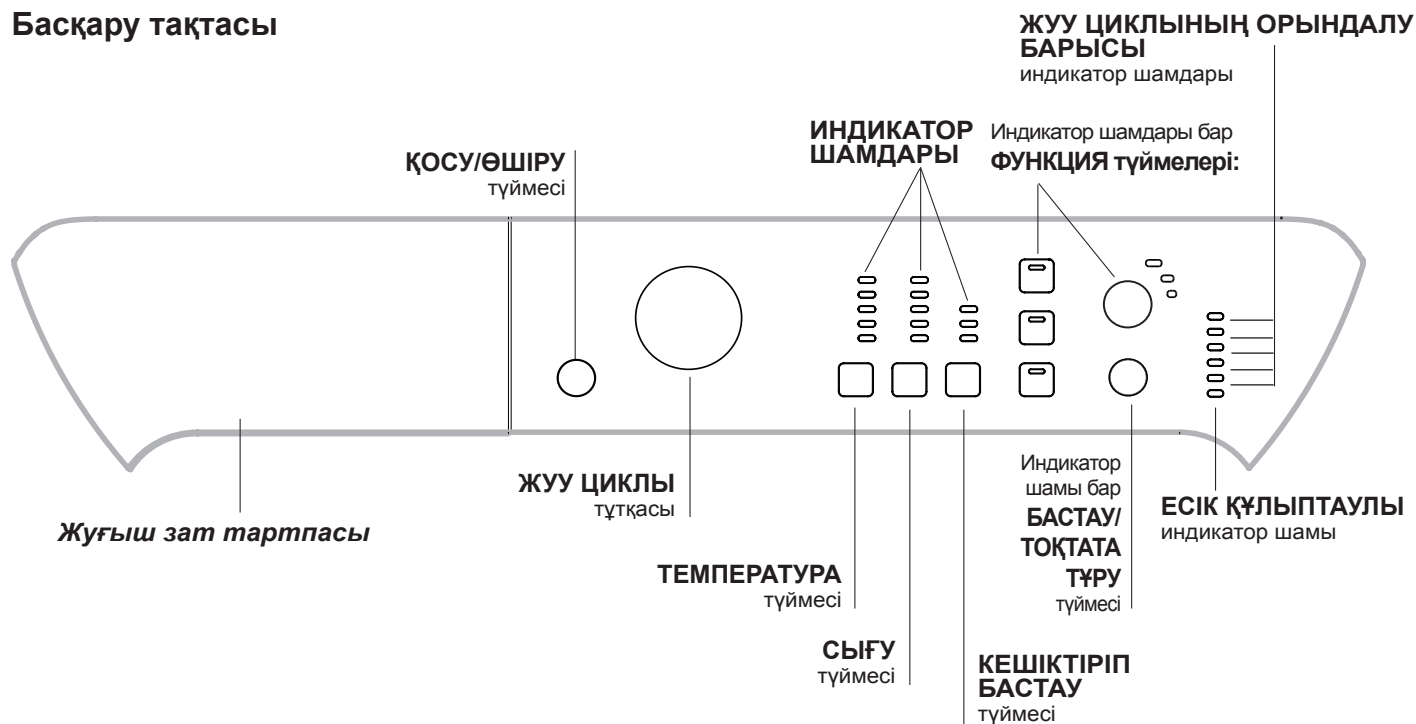 Басқару тақтасы
ЖУУ ЦИКЛЫНЫҢ ОРЫНДАЛУ
БАРЫСЫ
индикатор шамдары
ИНДИКАТОР
ШАМДАРЫ
Индикатор шамдары бар
ФУНКЦИЯ түймелері:
ҚОСУ/ӨШІРУ
түймесі
ЖУУ ЦИКЛЫ
тұтқасы
Жуғыш зат тартпасы
ТЕМПЕРАТУРА
түймесі
СЫҒУ
түймесі
КЕШІКТІРІП
БАСТАУ
түймесі
Индикатор
шамы бар
БАСТАУ/
ТОҚТАТА
ТҰРУ
түймесі
ЕСІК ҚҰЛЫПТАУЛЫ
индикатор шамы